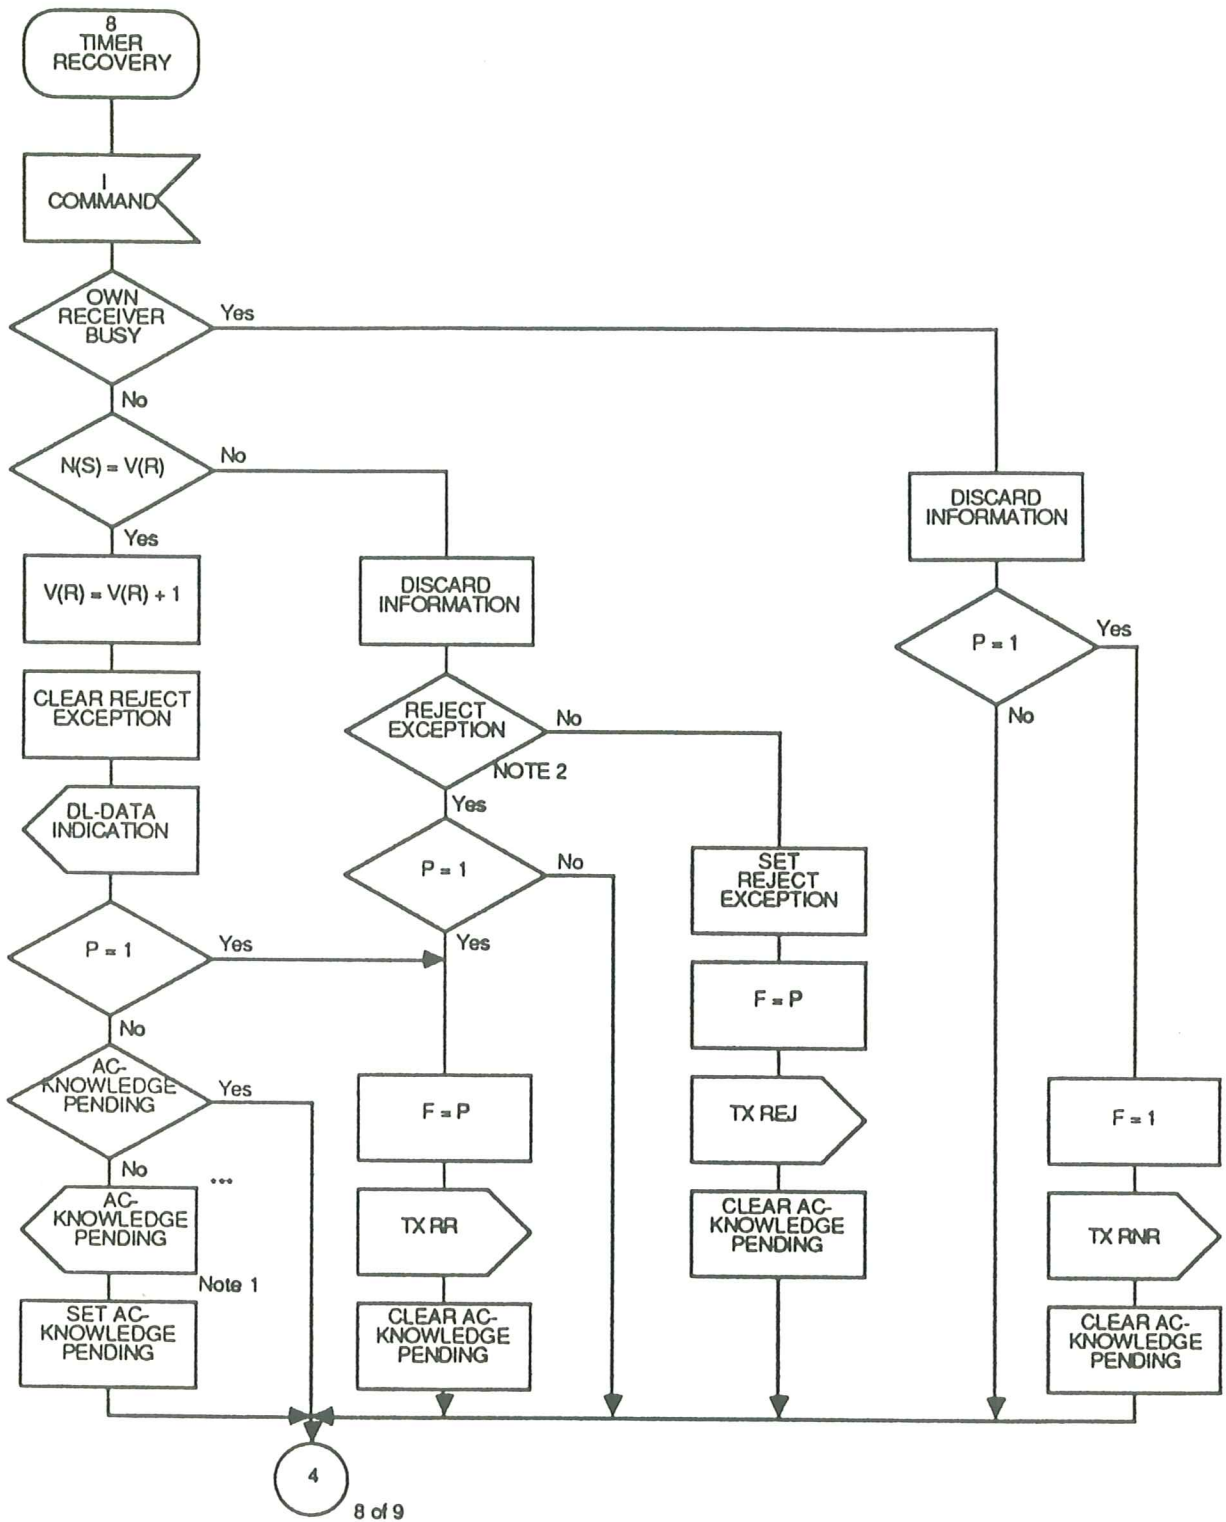 8
TIMER
RECOVERY
I
COMMAND
OWN
RECEIVER
BUSY
Yes
No
N(S) = V(R)
No
Yes
DISCARD
INFORMATION
V(R) = V(R) + 1
DISCARD
INFORMATION
P = 1
Yes
No
CLEAR REJECT
EXCEPTION
REJECT
EXCEPTION
No
NOTE 2
Yes
DL-DATA
INDICATION
P = 1
No
Yes
SET
REJECT
EXCEPTION
P = 1
Yes
No
F = P
AC-
KNOWLEDGE
PENDING
Yes
No
...
F = P
TX REJ
F = 1
AC-
KNOWLEDGE
PENDING
Note 1
TX RR
CLEAR AC-
KNOWLEDGE
PENDING
TX RNR
SET AC-
KNOWLEDGE
PENDING
CLEAR AC-
KNOWLEDGE
PENDING
CLEAR AC-
KNOWLEDGE
PENDING
4
8 of 9